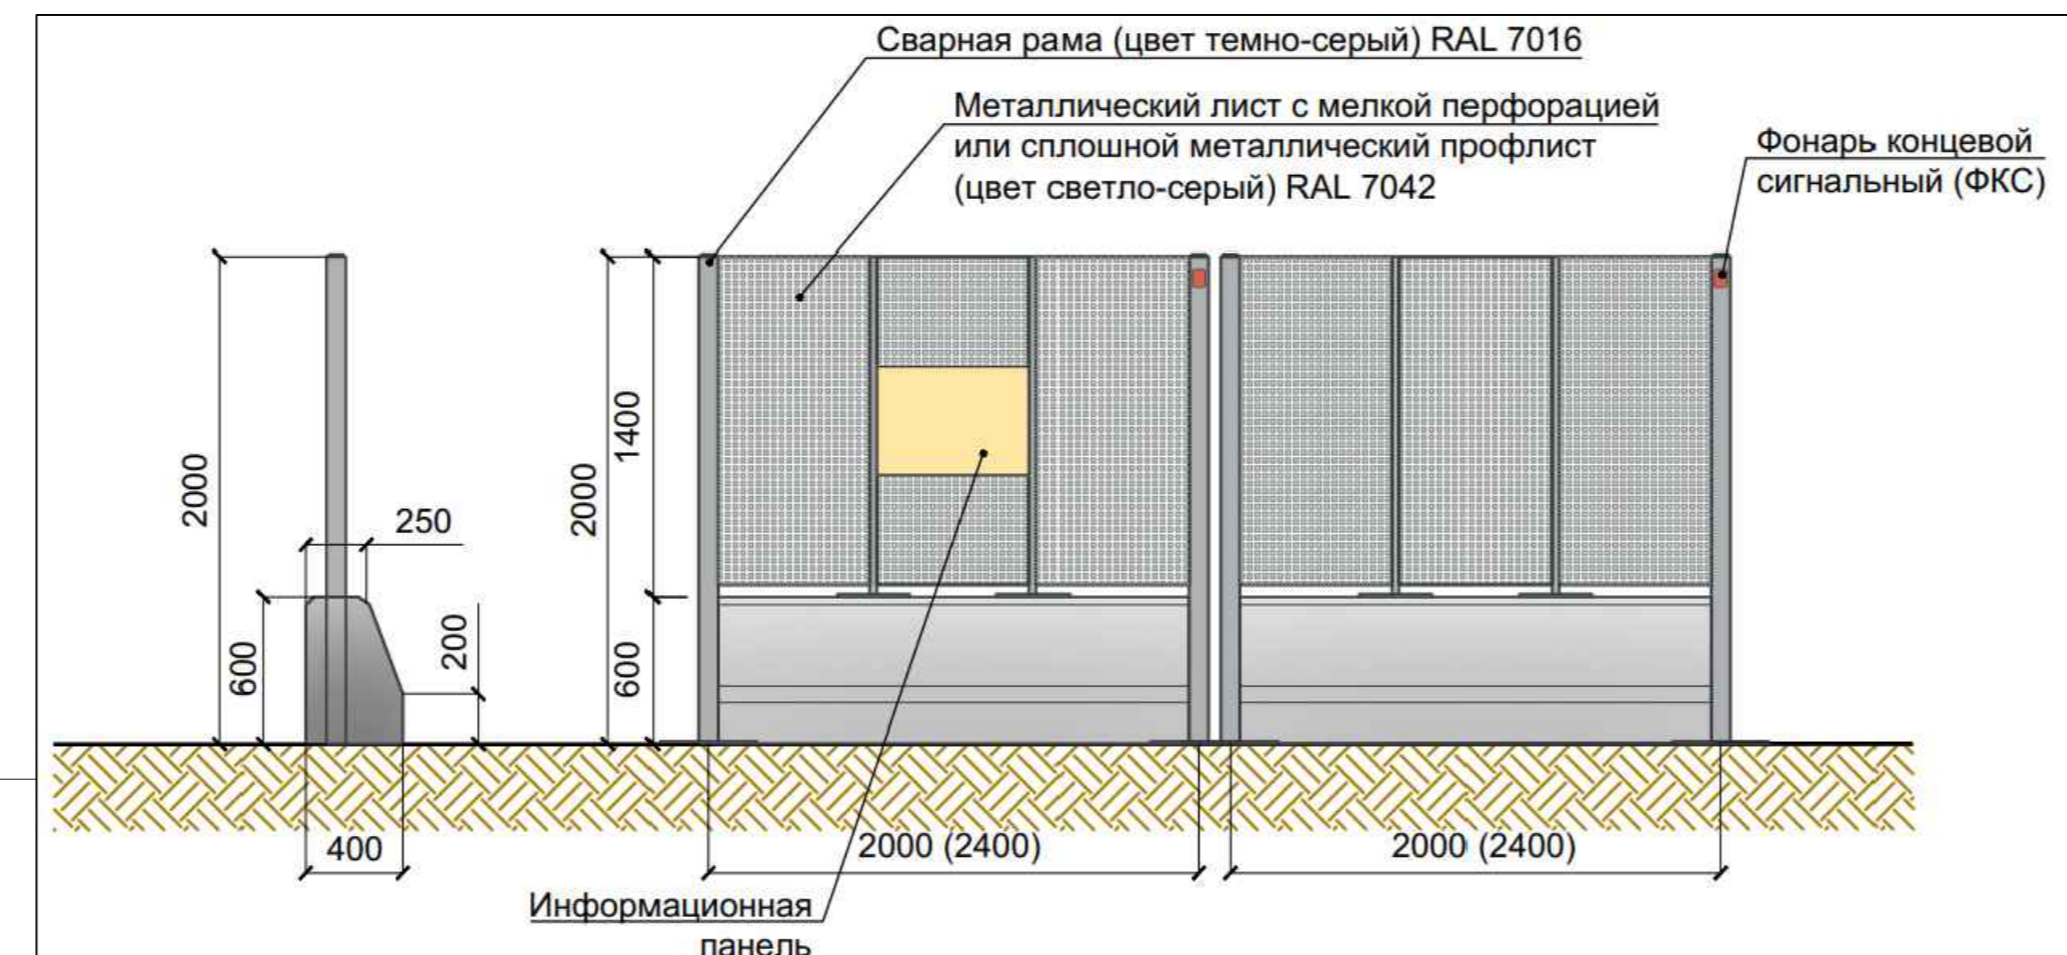 Сварная рама (цвет темно-серый) RAL 7016
Металлический лист с мелкой перфорацией
или сплошной металлический профлист
(цвет светло-серый) RAL 7042
Фонарь концевой
сигнальный (ФКС)
2000
250
600
200
400
2000
1400
600
2000 (2400)
2000 (2400)
Информационная
панель